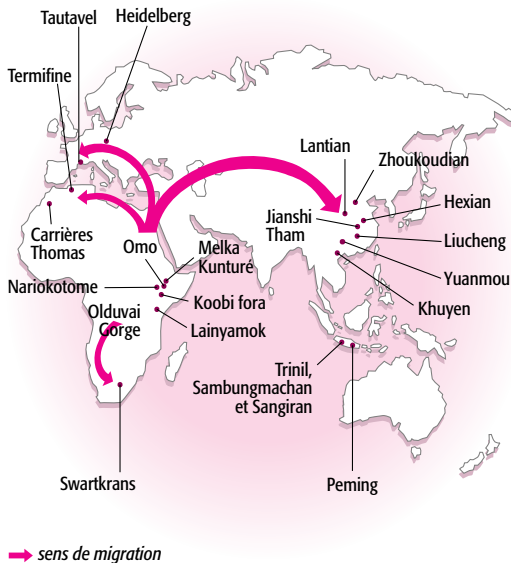 Tautavel
Heidelberg
Termifine
Lantian
Zhoukoudian
Hexian
Jianshi
Tham
Liucheng
Carrières
Thomas
Omo
Melka
Kunturé
Yuanmou
Nariokotome
Koobi fora
Khuyen
Olduvai
Gorge
Lainyamok
Trinil,
Sambungmachan
et Sangiran
Swartkrans
Peming
sens de migration